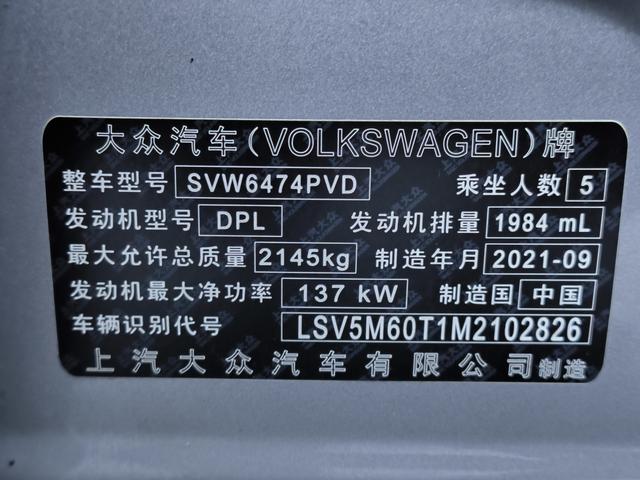 大众汽车(VOLKSWAGEN)牌
整车型号 SVW6474PVD 乘坐人数 5
发动机型号 DPL 发动机排量 1984 mL
最大允许总质量 2145kg 制造年月 2021-09
发动机最大净功率 137 kW 制造国 中国
车辆识别代号 LSV5M60T1M2102826
上汽大众汽车有限公司制造